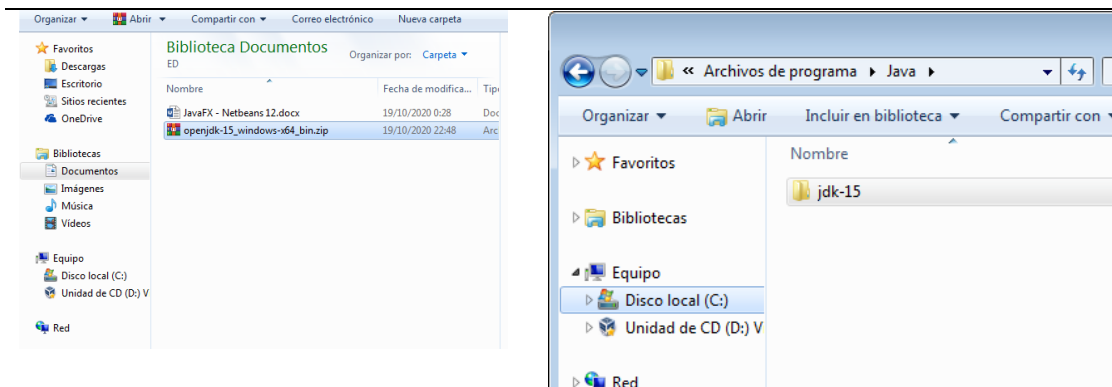 Organizar Abrir Compartir con Correo electrónico Nueva carpeta
Favoritos
Descargas
Escritorio
Sitios recientes
OneDrive
Bibliotecas
Documentos
Imágenes
Música
Vídeos
Equipo
Disco local (C:)
Unidad de CD (D:) V
Red
Biblioteca Documentos
ED
Organizar por: Carpeta
Nombre Fecha de modifica... Tip
JavaFX - Netbeans 12.docx 19/10/2020 0:28 Doc
openjdk-15_windows-x64_bin.zip 19/10/2020 22:48 Arc
« Archivos de programa Java
Organizar Abrir Incluir en biblioteca Compartir con
Favoritos
Bibliotecas
Equipo
Disco local (C:)
Unidad de CD (D:) V
Red
Nombre
jdk-15